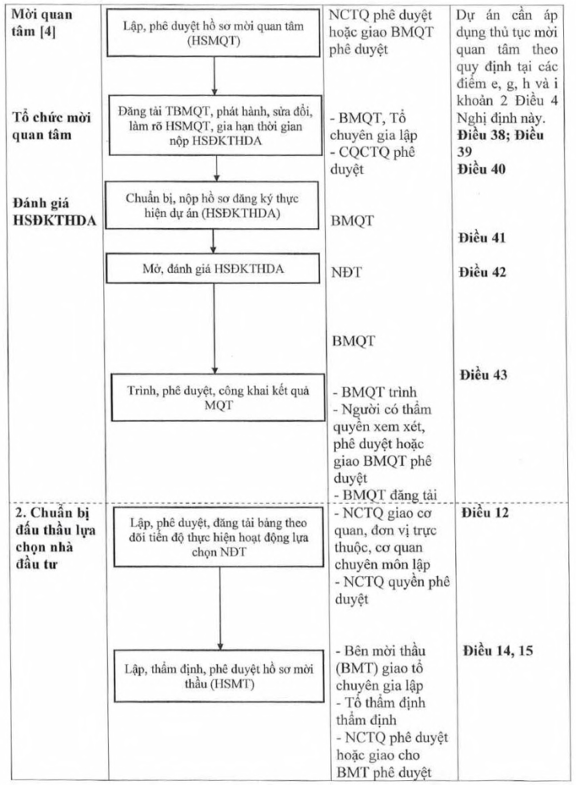 Mời quan
tâm [4]
Lập, phê duyệt hồ sơ mời quan tâm
(HSMQT)
NCTQ phê duyệt
hoặc giao BMQT
phê duyệt
Dự án cần áp
dụng thủ tục mời
quan tâm theo
quy định tại các
điểm e, g, h và i
khoản 2 Điều 4
Nghị định này.
Điều 38; Điều
39
Điều 40
Tổ chức mời
quan tâm
Đăng tải TBMQT, phát hành, sửa đổi,
làm rõ HSMQT, gia hạn thời gian
nộp HSĐKTHDA
- BMQT, Tổ
chuyên gia lập
- CQCTQ phê
duyệt
Đánh giá
HSĐKTHDA
Chuẩn bị, nộp hồ sơ đăng ký thực
hiện dự án (HSĐKTHDA)
BMQT
Điều 41
Mở, đánh giá HSĐKTHDA
NĐT
Điều 42
BMQT
Điều 43
Trình, phê duyệt, công khai kết quả
MQT
- BMQT trình
- Người có thẩm
quyền xem xét,
phê duyệt hoặc
giao BMQT phê
duyệt
- BMQT đăng tải
2. Chuẩn bị
đấu thầu lựa
chọn nhà
đầu tư
Lập, phê duyệt, đăng tải bảng theo
dõi tiến độ thực hiện hoạt động lựa
chọn NĐT
- NCTQ giao cơ
quan, đơn vị trực
thuộc, cơ quan
chuyên môn lập
- NCTQ quyền phê
duyệt
Điều 12
Lập, thẩm định, phê duyệt hồ sơ mời
thầu (HSMT)
- Bên mời thầu
(BMT) giao tổ
chuyên gia lập
- Tổ thẩm định
thẩm định
- NCTQ phê duyệt
hoặc giao cho
BMT phê duyệt
Điều 14, 15